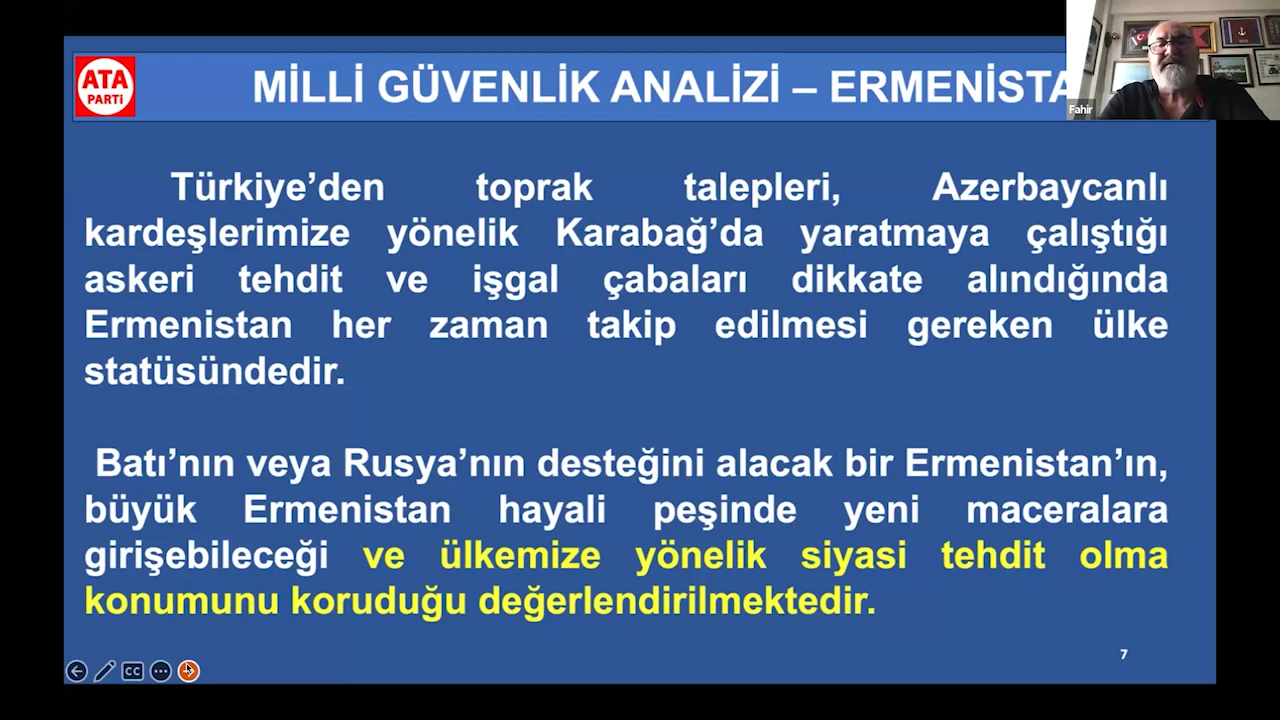 ATA
PARTİ
MİLLİ GÜVENLİK ANALİZİ – ERMENİSTA
Fahir
Türkiye’den toprak talepleri, Azerbaycanlı
kardeşlerimize yönelik Karabağ’da yaratmaya çalıştığı
askeri tehdit ve işgal çabaları dikkate alındığında
Ermenistan her zaman takip edilmesi gereken ülke
statüsündedir.
Batı’nın veya Rusya’nın desteğini alacak bir Ermenistan’ın,
büyük Ermenistan hayali peşinde yeni maceralara
girişebileceği ve ülkemize yönelik siyasi tehdit olma
konumunu koruduğu değerlendirilmektedir.
CC
7